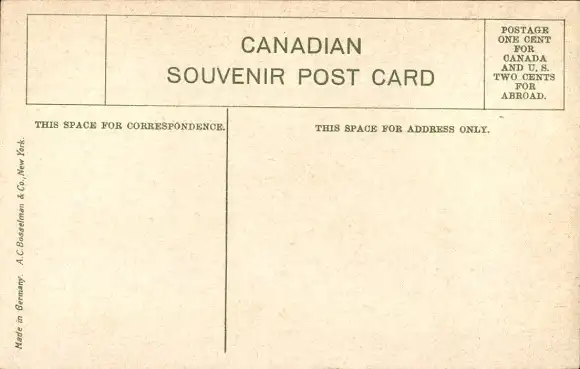 CANADIAN
SOUVENIR POST CARD
POSTAGE
ONE CENT
FOR
CANADA
AND U. S.
TWO CENTS
FOR
ABROAD.
THIS SPACE FOR CORRESPONDENCE.
THIS SPACE FOR ADDRESS ONLY.
Made in Germany. A.C. Bosselman & Co., New York.